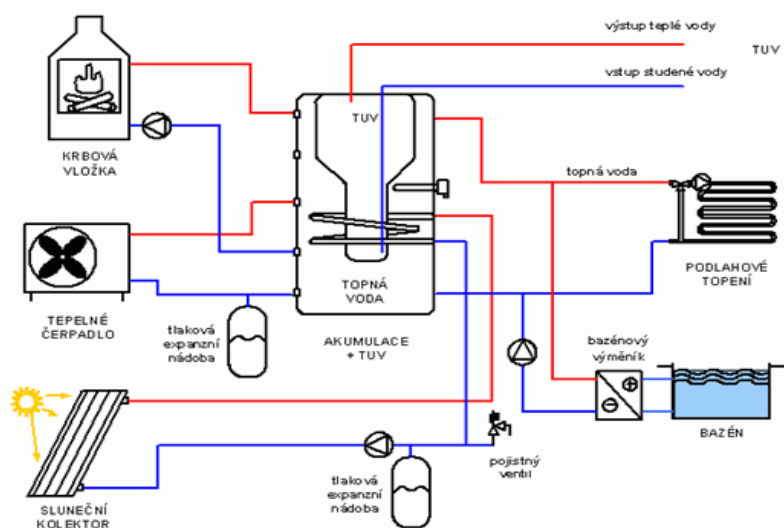 výstup teplé vody
TUV
vstup studené vody
TUV
KRBOVÁ
VLOŽKA
topná voda
TOPNÁ
VODA
PODLAHOVÉ
TOPENÍ
TEPELNÉ
ČERPADLO
tlaková
expanzní
nádoba
AKUMULACE
+ TUV
bazénový
výměník
BAZÉN
pojistný
ventil
tlaková
expanzní
nádoba
SLUNEČNÍ
KOLEKTOR